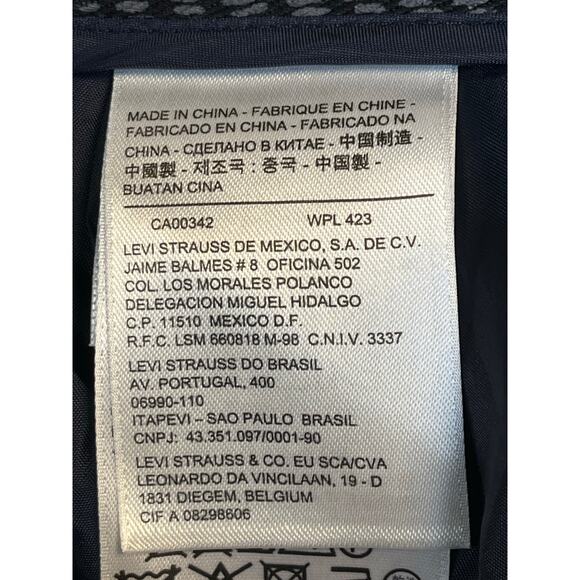 MADE IN CHINA - FABRIQUE EN CHINE -
FABRICADO EN CHINA - FABRICADO NA
CHINA - СДЕЛАНО В КИТАЕ - 中国制造 -
中國製 - 제조국 : 중국 - 中国製 -
BUATAN CINA
CA00342 WPL 423
LEVI STRAUSS DE MEXICO, S.A. DE C.V.
JAIME BALMES # 8 OFICINA 502
COL. LOS MORALES POLANCO
DELEGACION MIGUEL HIDALGO
C.P. 11510 MEXICO D.F.
R.F.C. LSM 660818 M-98 C.N.I.V. 3337
LEVI STRAUSS DO BRASIL
AV. PORTUGAL, 400
06990-110
ITAPEVI – SAO PAULO BRASIL
CNPJ: 43.351.097/0001-90
LEVI STRAUSS & CO. EU SCA/CVA
LEONARDO DA VINCILAAN, 19 - D
1831 DIEGEM, BELGIUM
CIF A 08298606